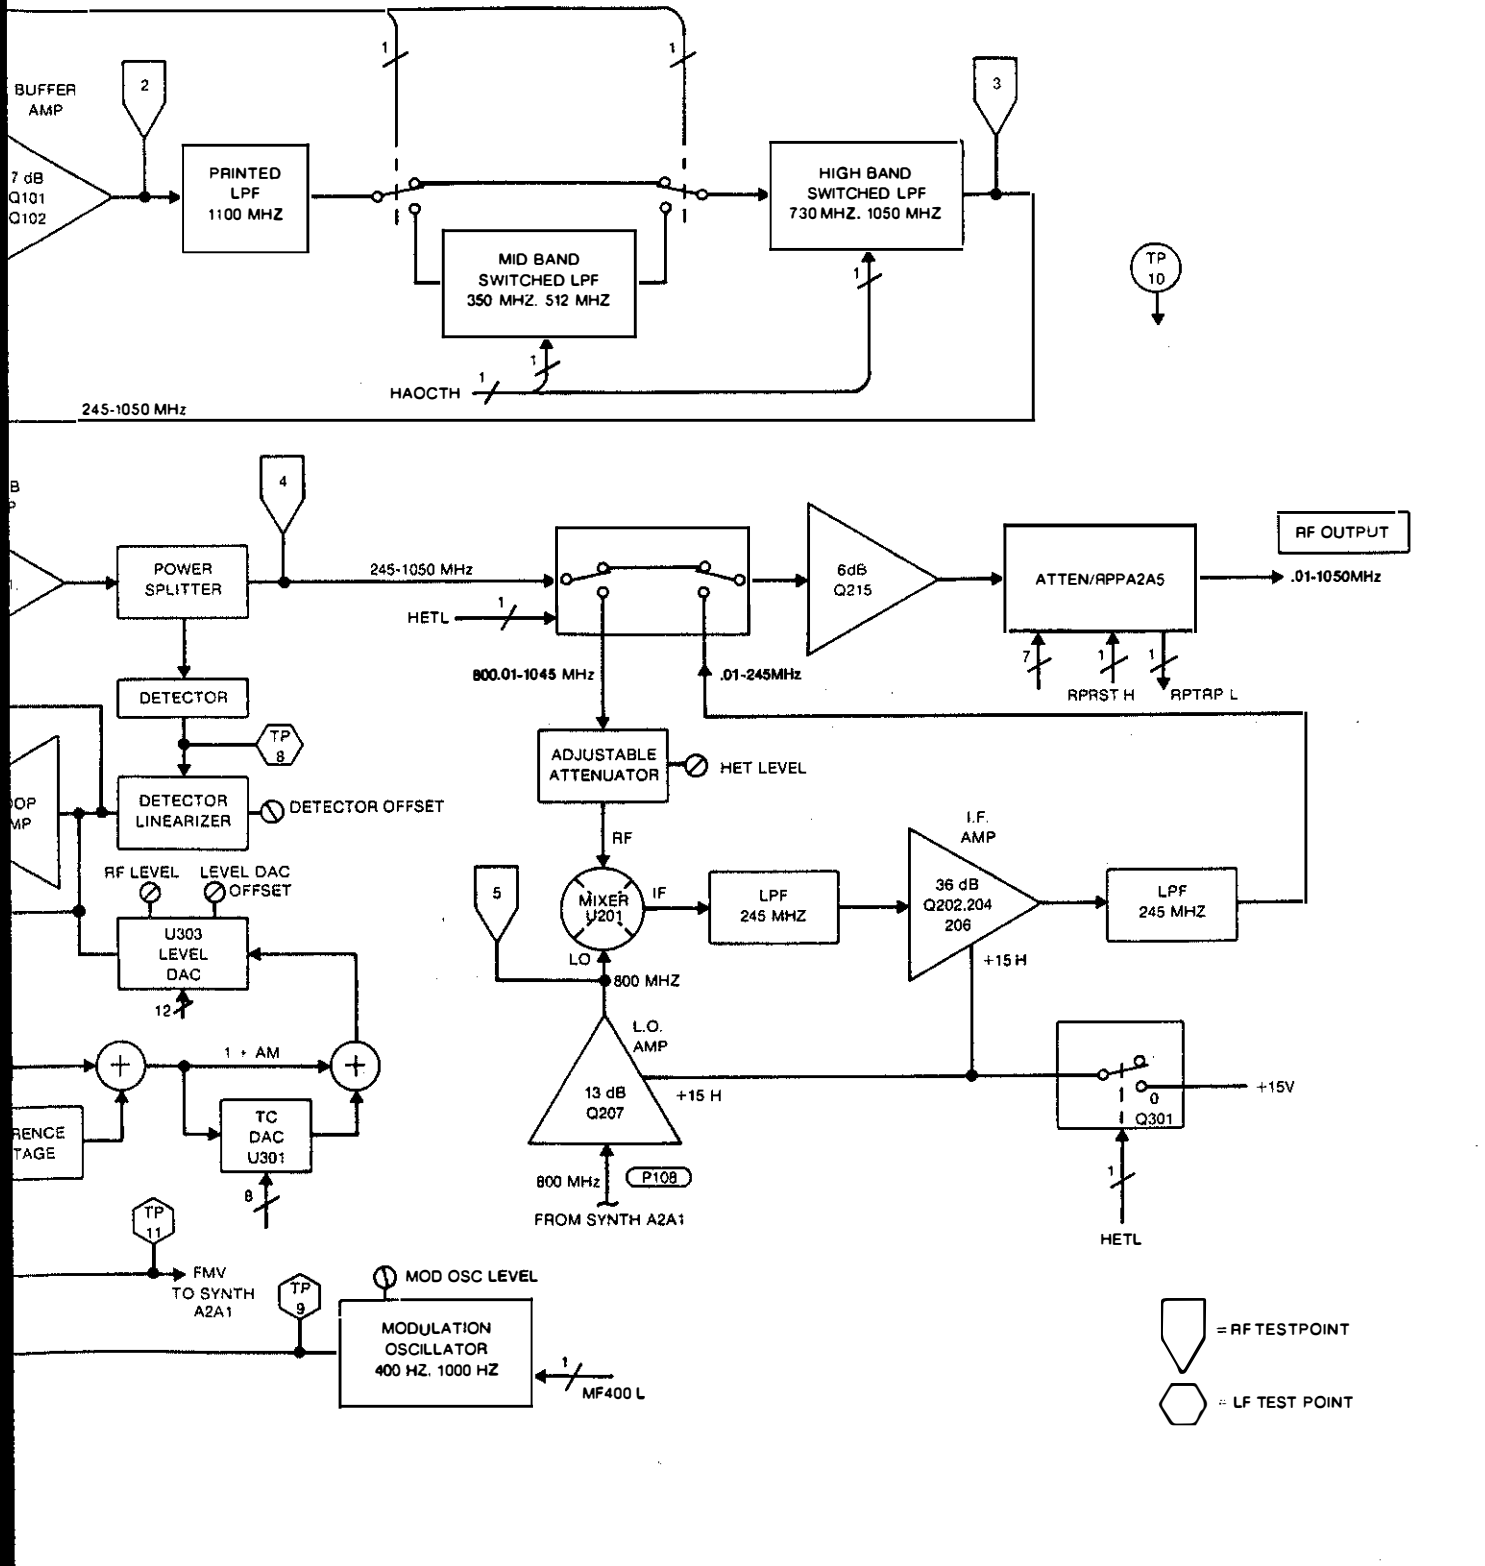 1
1
2
3
BUFFER
AMP
7 dB
Q101
Q102
PRINTED
LPF
1100 MHZ
HIGH BAND
SWITCHED LPF
730 MHZ. 1050 MHZ
MID BAND
SWITCHED LPF
350 MHZ. 512 MHZ
TP
10
1
1
1
HAOCTH
245-1050 MHz
4
B
P
POWER
SPLITTER
245-1050 MHz
HETL
1
6dB
Q215
ATTEN/RPPA2A5
RF OUTPUT
.01-1050MHz
7
1
1
RPRST H
RPTRP L
800.01-1045 MHz
.01-245MHz
DETECTOR
TP
8
ADJUSTABLE
ATTENUATOR
HET LEVEL
OOP
MP
DETECTOR
LINEARIZER
DETECTOR OFFSET
RF
I.F.
AMP
RF LEVEL
LEVEL DAC
OFFSET
5
MIXER
U201
IF
LPF
245 MHZ
36 dB
Q202,204
206
LPF
245 MHZ
U303
LEVEL
DAC
LO
800 MHZ
+15 H
12
L.O.
AMP
1 + AM
+
+
13 dB
Q207
+15 H
+15V
0
Q301
RENCE
TAGE
TC
DAC
U301
8
800 MHz
P108
FROM SYNTH A2A1
1
HETL
TP
11
FMV
TO SYNTH
A2A1
TP
9
MOD OSC LEVEL
MODULATION
OSCILLATOR
400 HZ. 1000 HZ
1
MF400 L
= RF TESTPOINT
= LF TEST POINT